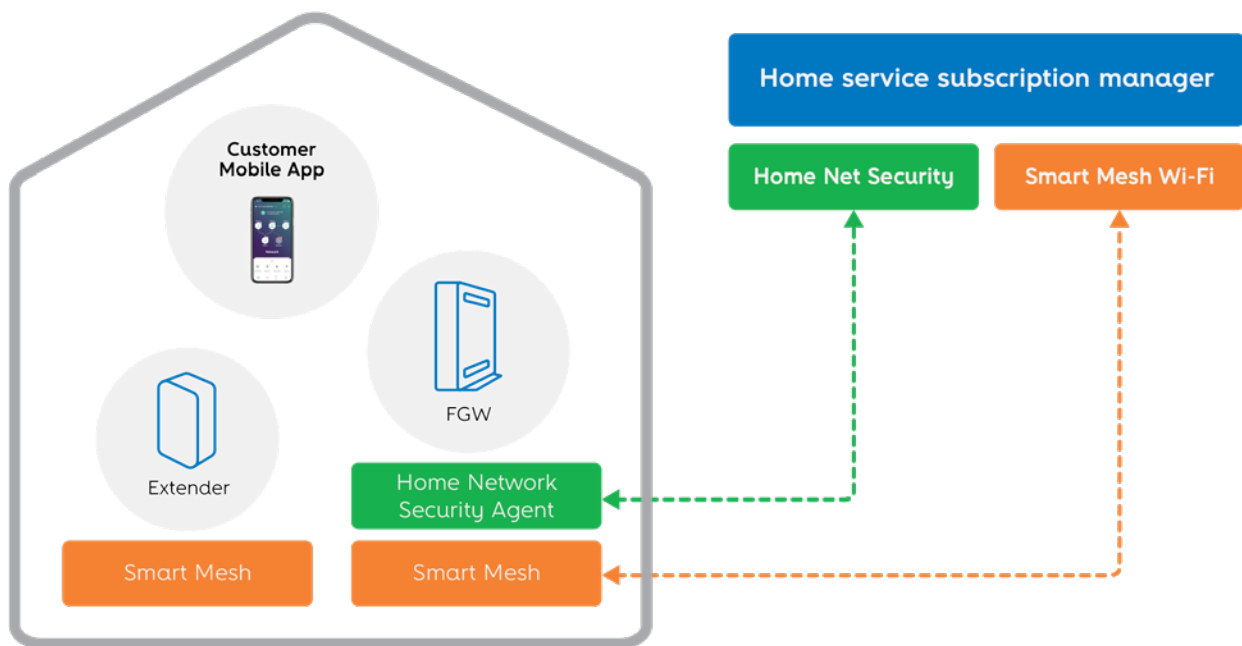 Home service subscription manager
Customer
Mobile App
Home Net Security
Smart Mesh Wi-Fi
FGW
Extender
Home Network
Security Agent
Smart Mesh
Smart Mesh